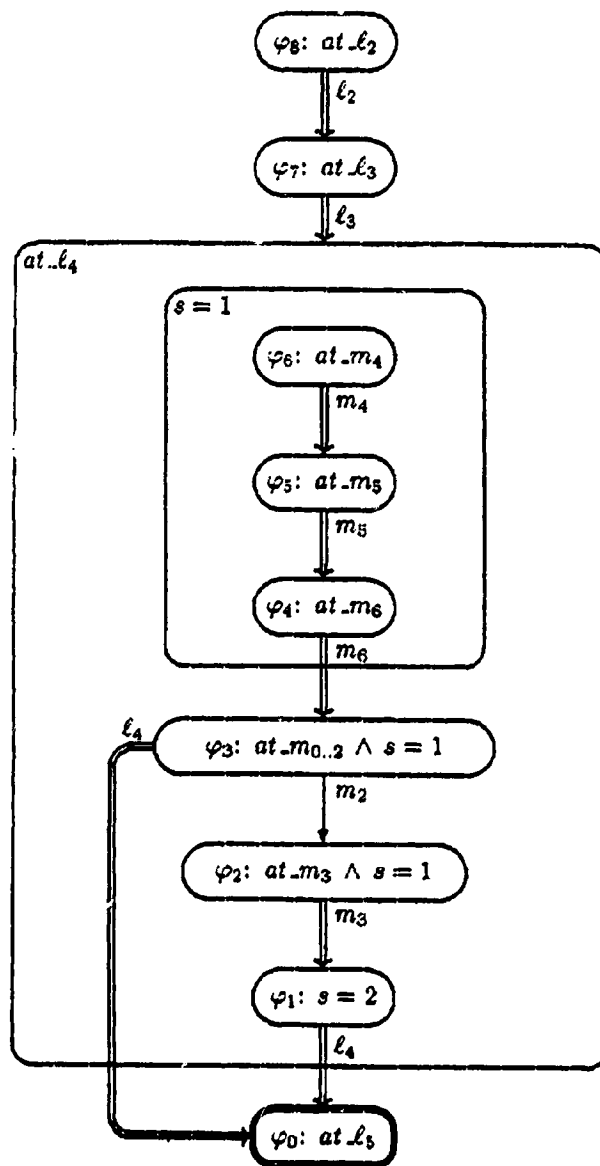 φ₈: at_ℓ₂
ℓ₂
φ₇: at_ℓ₃
ℓ₃
at_ℓ₄
s = 1
φ₆: at_m₄
m₄
φ₅: at_m₅
m₅
φ₄: at_m₆
m₆
ℓ₄
φ₃: at_m₀..₂ ∧ s = 1
m₂
φ₂: at_m₃ ∧ s = 1
m₃
φ₁: s = 2
ℓ₄
φ₀: at_ℓ₅